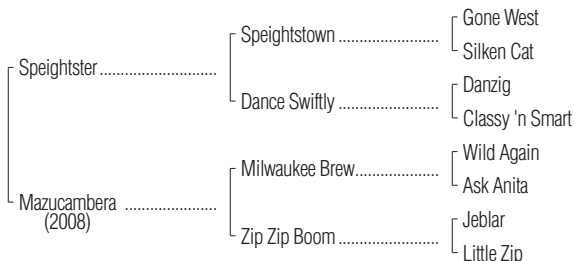 Gone West
Speightstown
Silken Cat
Speightster
Danzig
Dance Swiftly
Classy 'n Smart
Wild Again
Milwaukee Brew
Ask Anita
Mazucambera
(2008)
Jeblar
Zip Zip Boom
Little Zip